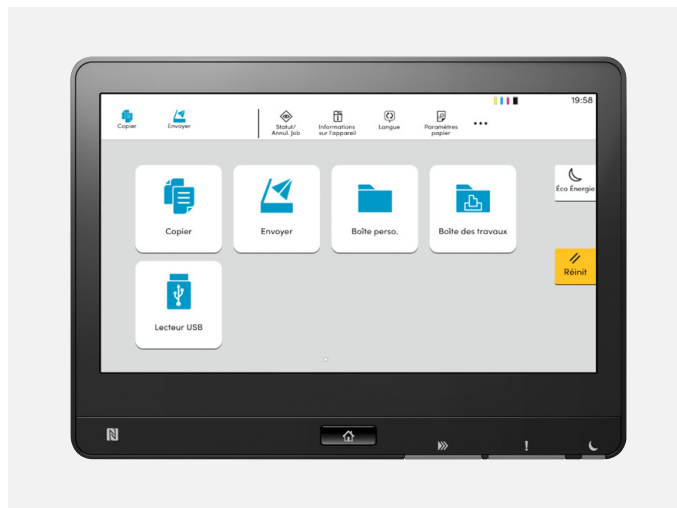 19:58
Copier
Envoyer
Statut/
Annul. Job
Informations
sur l'appareil
Langue
Paramètres
papier
Éco Énergie
Copier
Envoyer
Boîte perso.
Boîte des travaux
Réinit
Lecteur USB